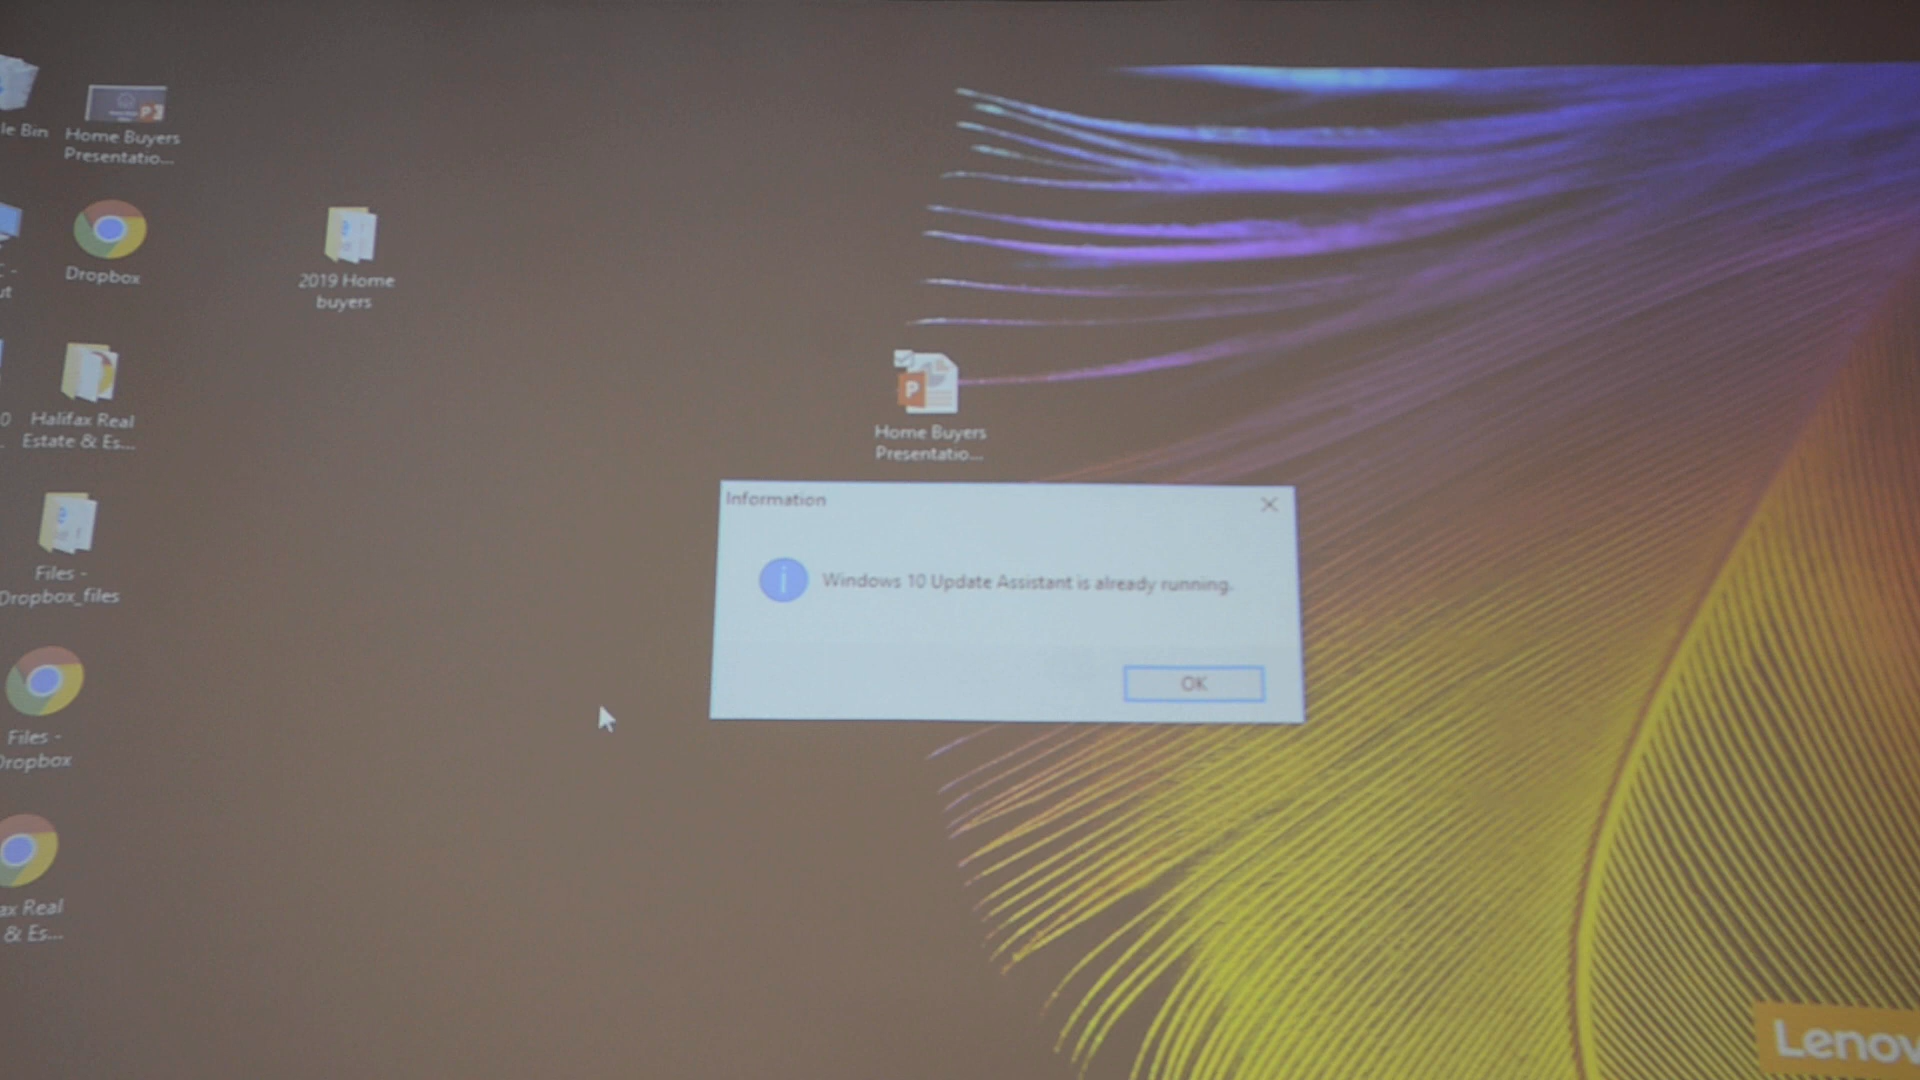 le Bin
Home Buyers
Presentatio...
Dropbox
2019 Home
buyers
Halifax Real
Estate & Es...
Home Buyers
Presentatio...
Information
Windows 10 Update Assistant is already running.
OK
Files -
Dropbox_files
Files -
Dropbox
ax Real
& Es...
Lenov